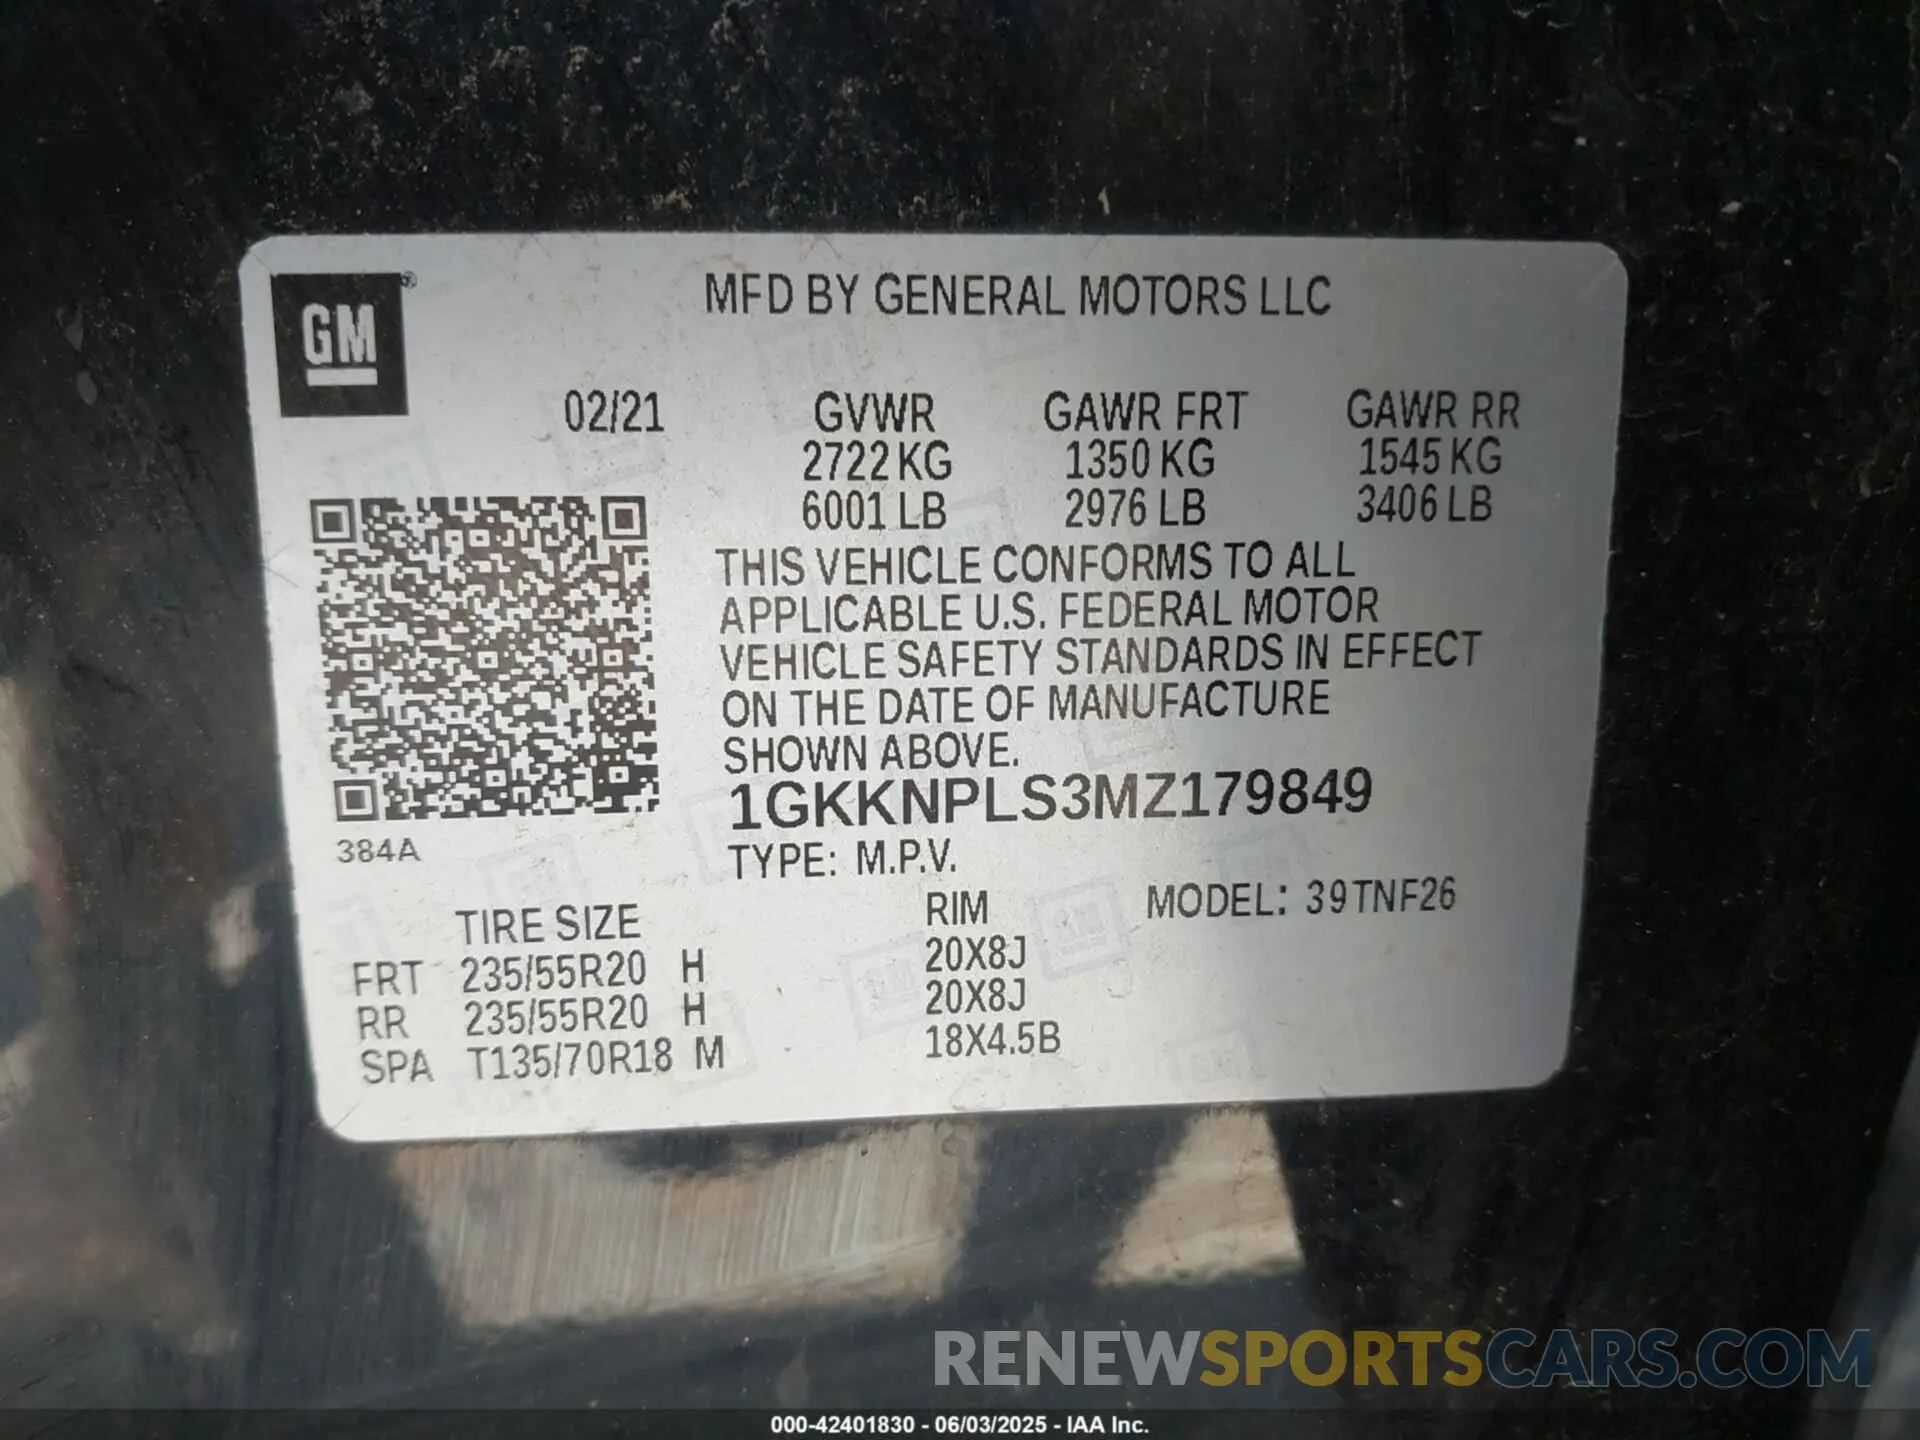 GM
MFD BY GENERAL MOTORS LLC
02/21 GVWR GAWR FRT GAWR RR
2722 KG 1350 KG 1545 KG
6001 LB 2976 LB 3406 LB
THIS VEHICLE CONFORMS TO ALL
APPLICABLE U.S. FEDERAL MOTOR
VEHICLE SAFETY STANDARDS IN EFFECT
ON THE DATE OF MANUFACTURE
SHOWN ABOVE.
1GKKNPLS3MZ179849
384A
TYPE: M.P.V.
TIRE SIZE RIM MODEL: 39TNF26
FRT 235/55R20 H 20X8J
RR 235/55R20 H 20X8J
SPA T135/70R18 M 18X4.5B
RENEWSPORTSCARS.COM
000-42401830 - 06/03/2025 - IAA Inc.